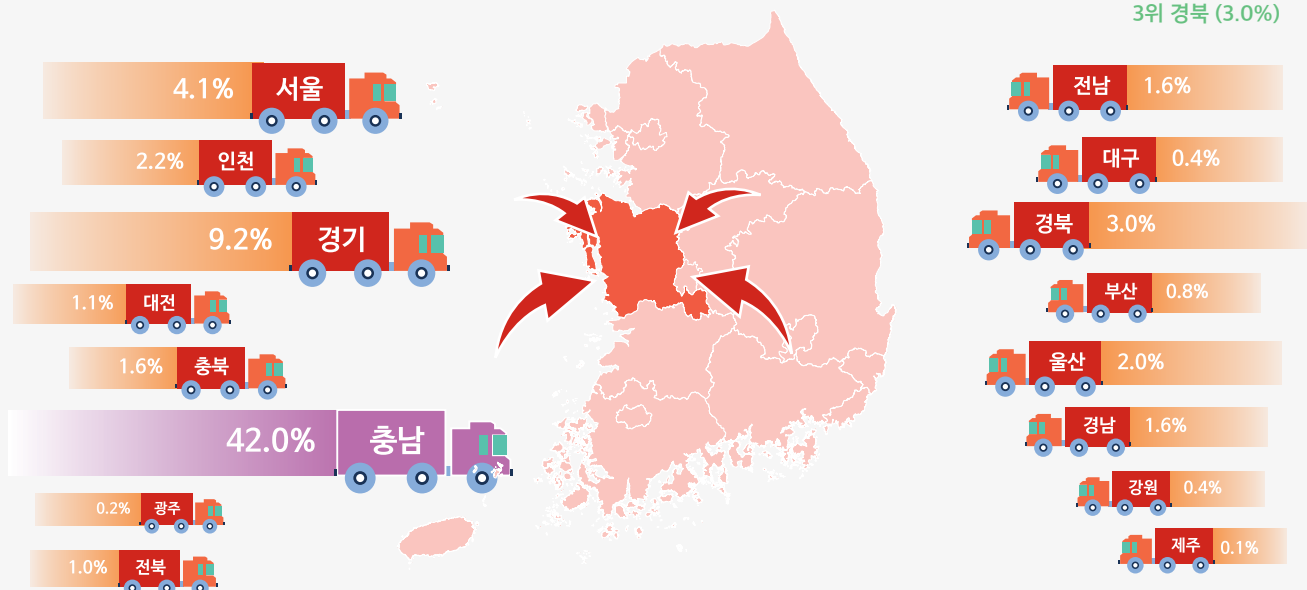 3위 경북 (3.0%)
4.1% 서울
2.2% 인천
9.2% 경기
1.1% 대전
1.6% 충북
42.0% 충남
0.2% 광주
1.0% 전북
전남 1.6%
대구 0.4%
경북 3.0%
부산 0.8%
울산 2.0%
경남 1.6%
강원 0.4%
제주 0.1%